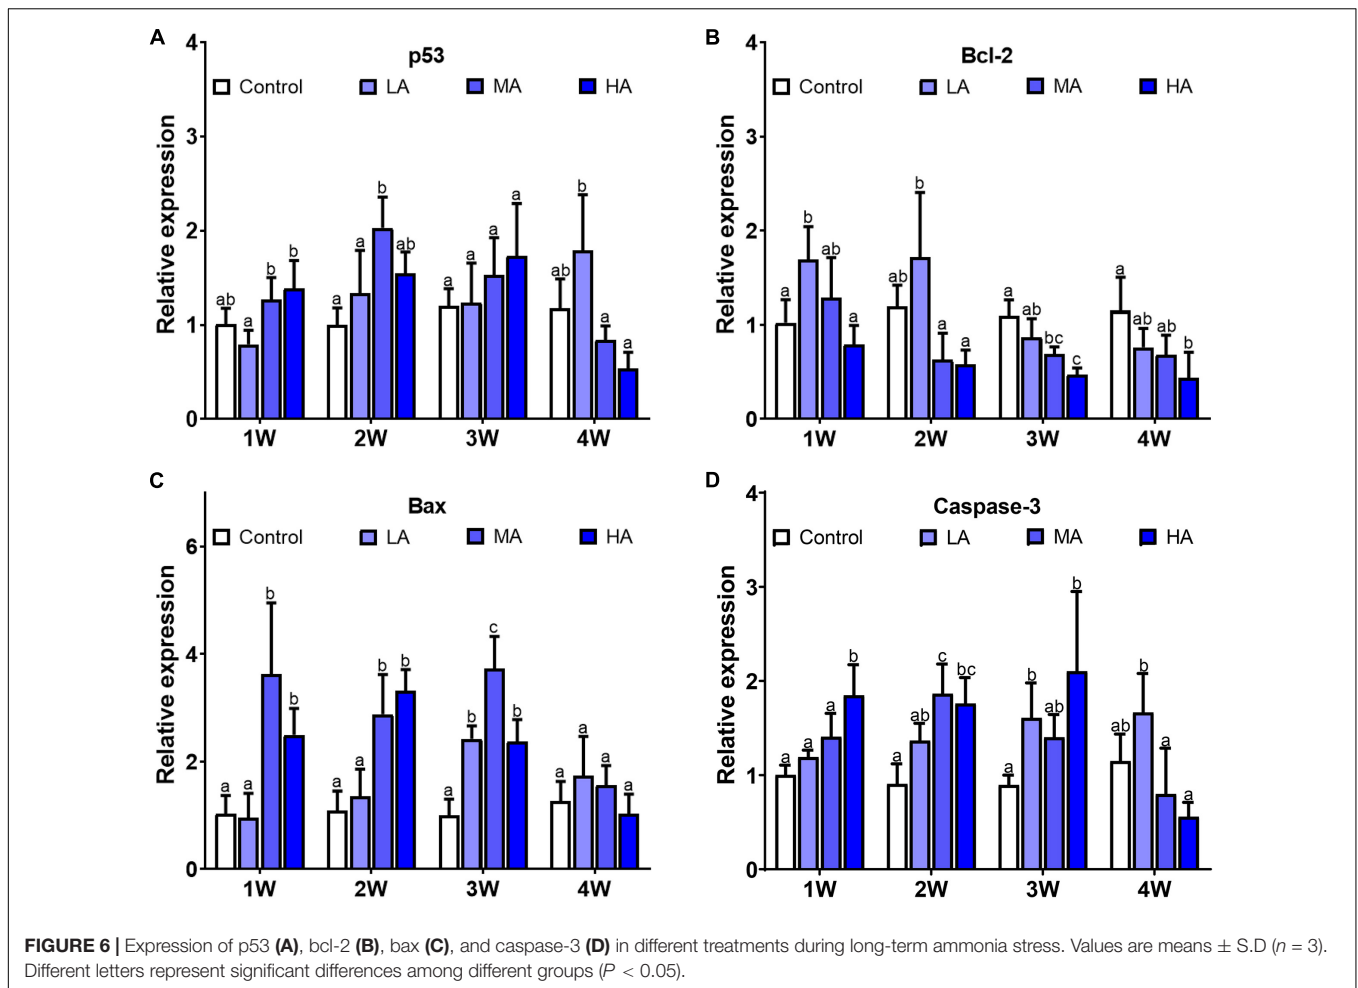 A
p53
Control LA MA HA
Relative expression
4
3
2
1
0
ab a b b
a a b ab
a a a a
ab b a a
1W 2W 3W 4W
B
Bcl-2
Control LA MA HA
Relative expression
4
3
2
1
0
a b ab a
ab b a a
a ab bc c
a ab ab b
1W 2W 3W 4W
C
Bax
Control LA MA HA
Relative expression
6
4
2
0
a a b b
a a b b
a b c b
a a a a
1W 2W 3W 4W
D
Caspase-3
Control LA MA HA
Relative expression
4
3
2
1
0
a a a b
a ab c bc
a b ab b
ab b a a
1W 2W 3W 4W
FIGURE 6 | Expression of p53 (A), bcl-2 (B), bax (C), and caspase-3 (D) in different treatments during long-term ammonia stress. Values are means ± S.D (n = 3).
Different letters represent significant differences among different groups (P < 0.05).